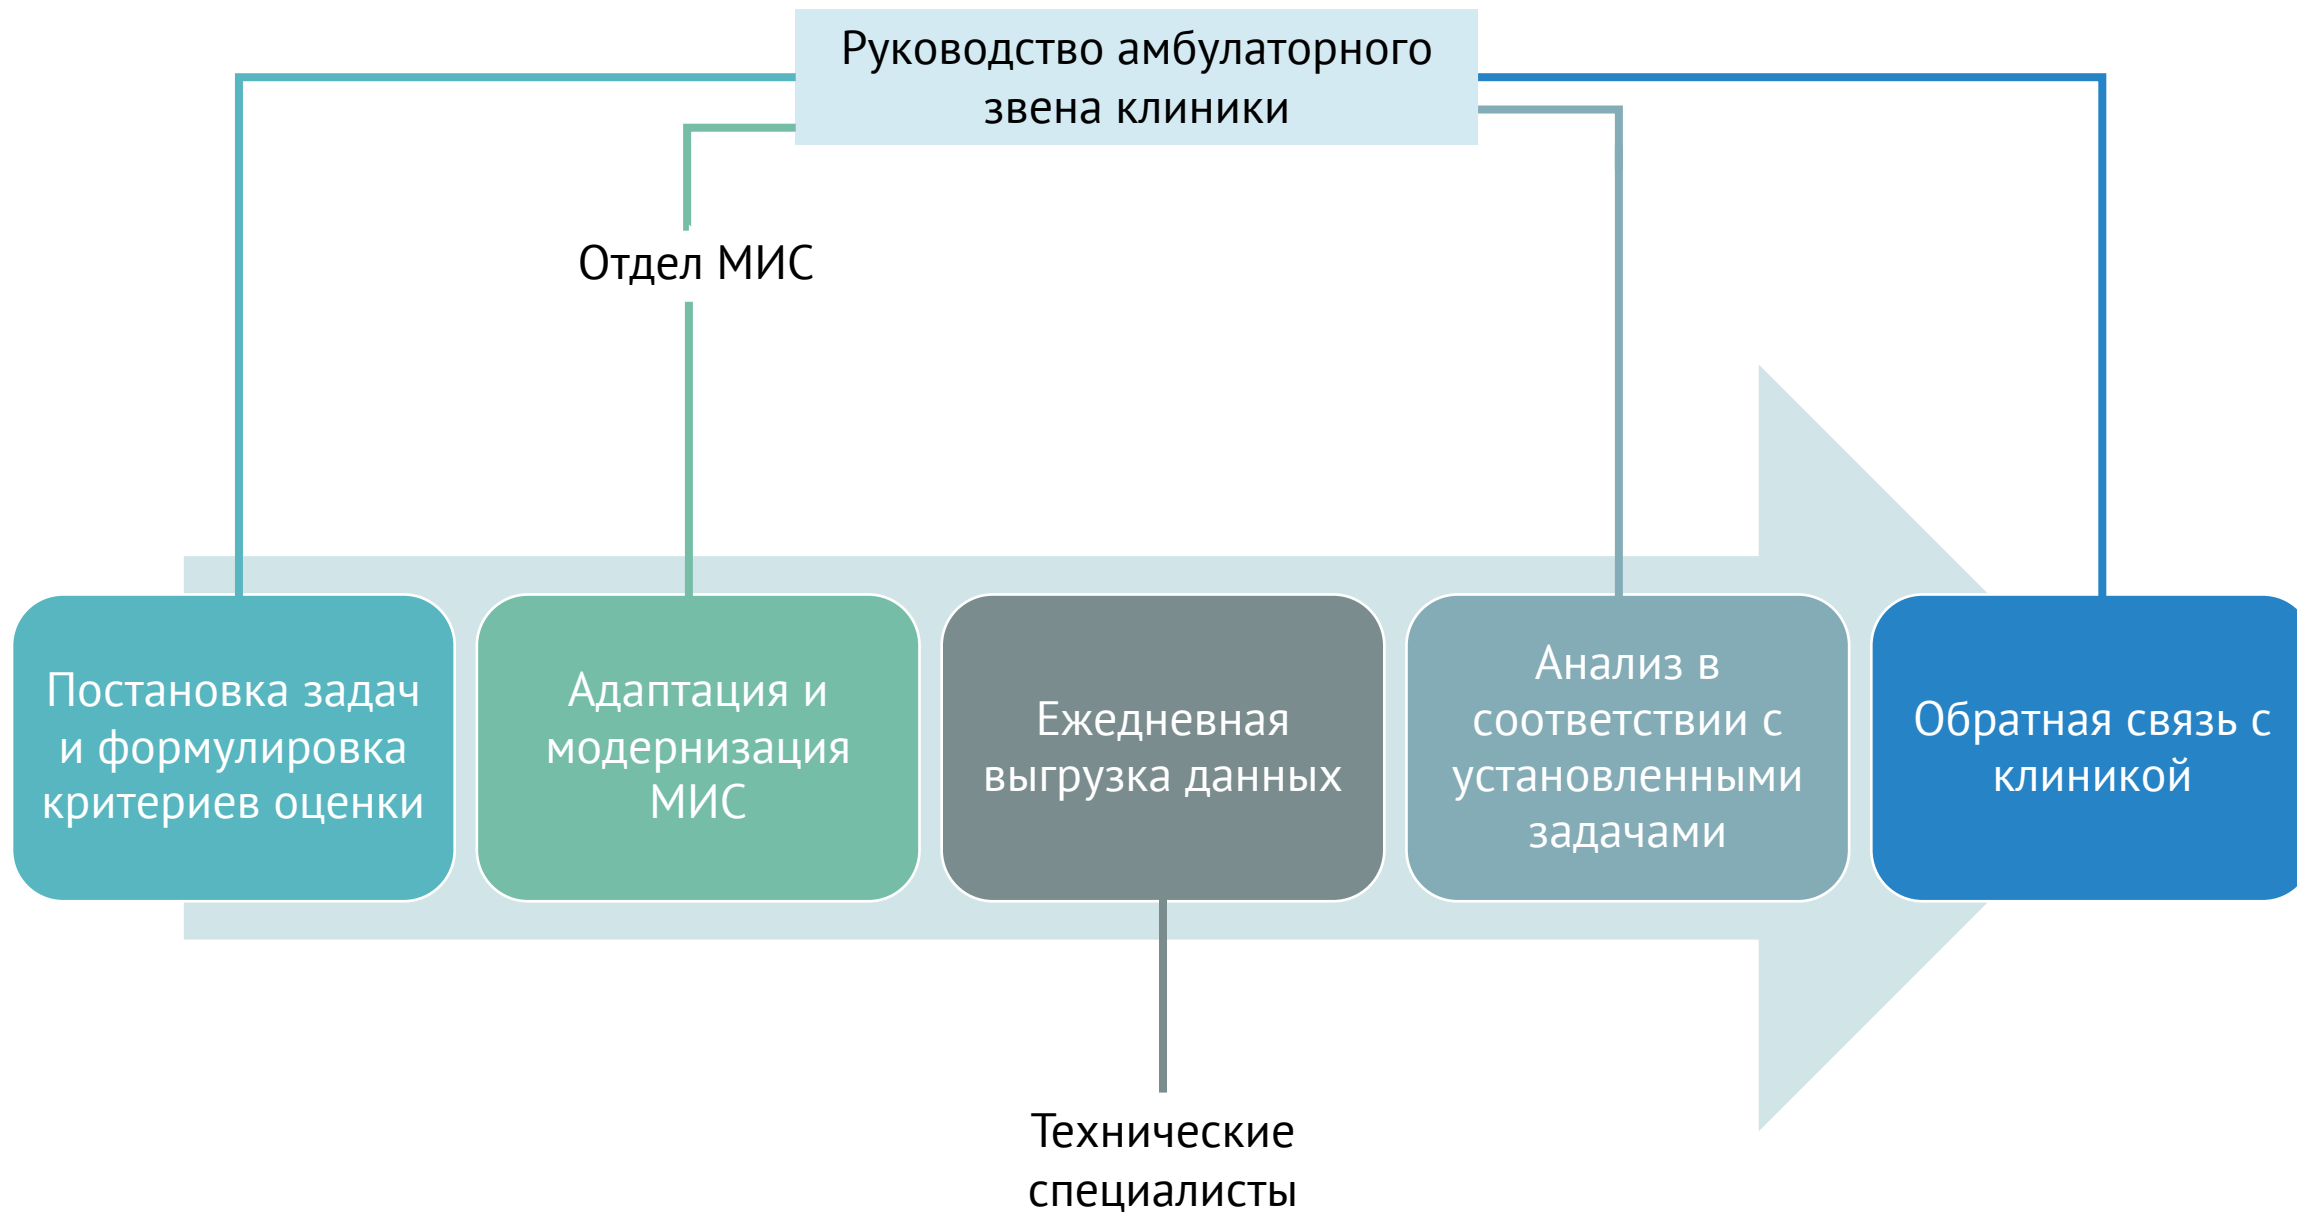 Руководство амбулаторного
звена клиники
Отдел МИС
Постановка задач
и формулировка
критериев оценки
Адаптация и
модернизация
МИС
Ежедневная
выгрузка данных
Анализ в
соответствии с
установленными
задачами
Обратная связь с
клиникой
Технические
специалисты